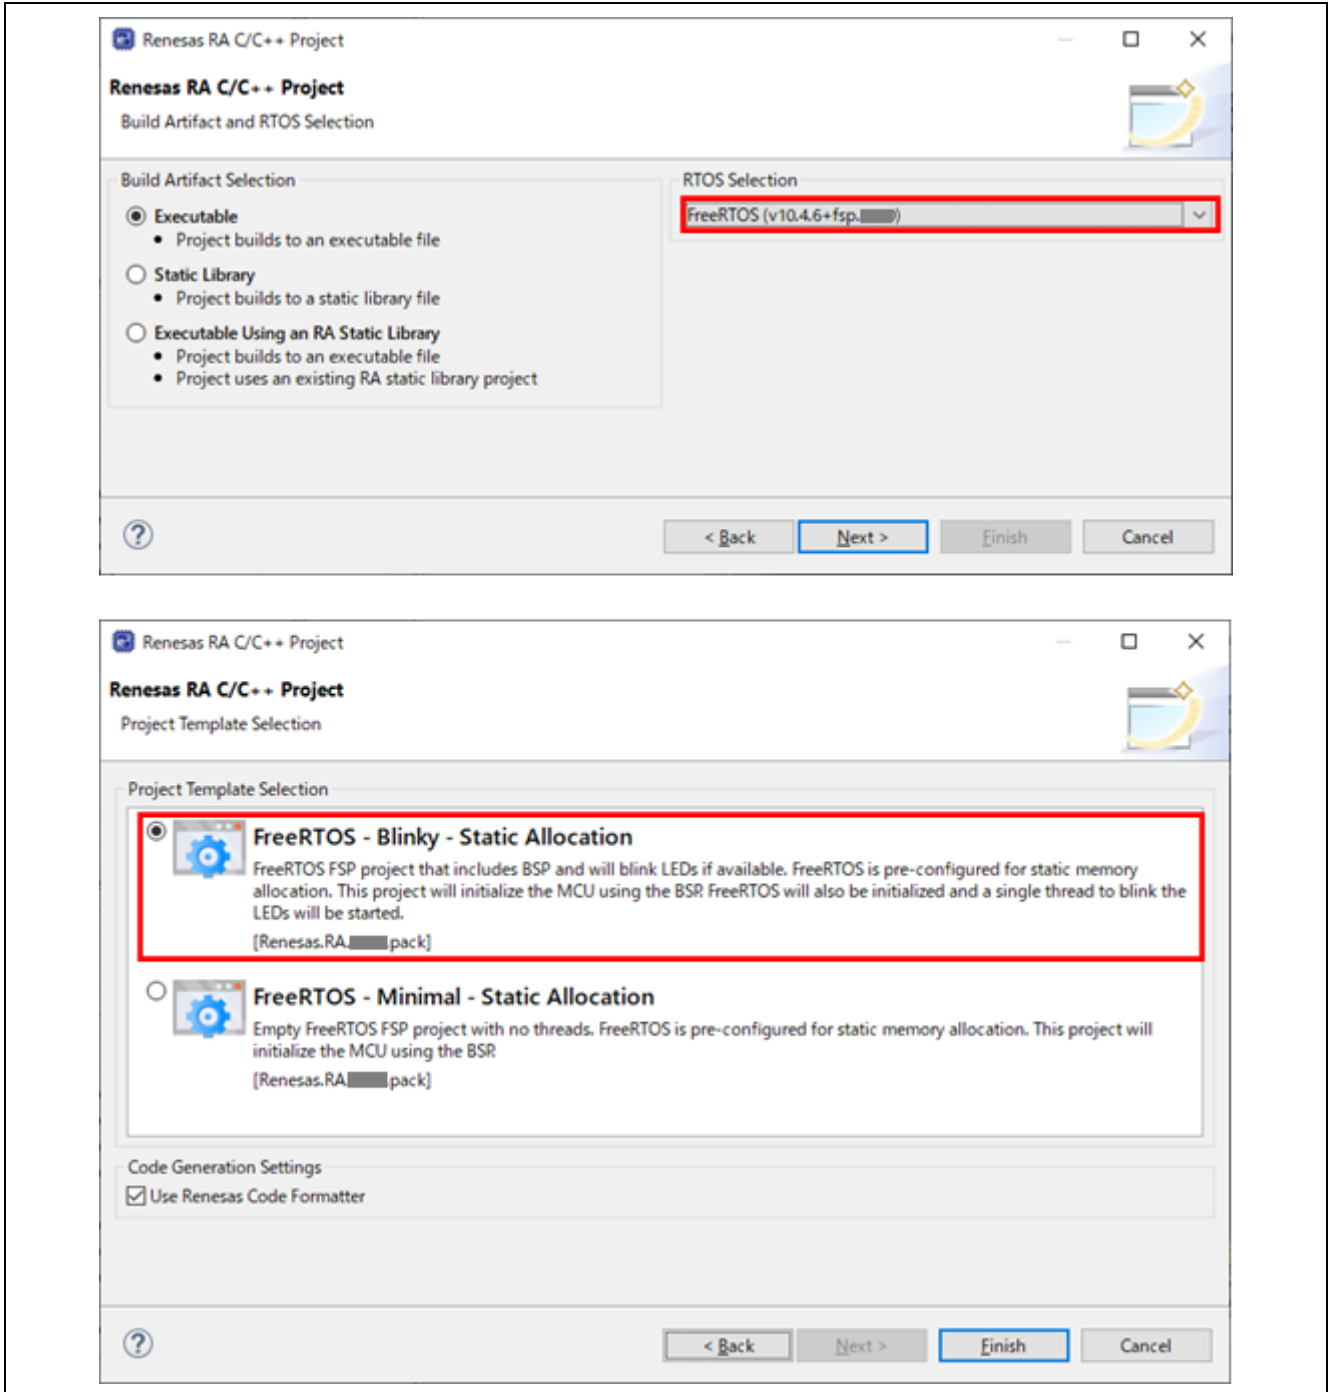 Renesas RA C/C++ Project
Renesas RA C/C++ Project
Build Artifact and RTOS Selection
Build Artifact Selection
Executable
• Project builds to an executable file
Static Library
• Project builds to a static library file
Executable Using an RA Static Library
• Project builds to an executable file
• Project uses an existing RA static library project
RTOS Selection
FreeRTOS (v10.4.6+fsp. )
< Back
Next >
Finish
Cancel
Renesas RA C/C++ Project
Renesas RA C/C++ Project
Project Template Selection
Project Template Selection
FreeRTOS - Blinky - Static Allocation
FreeRTOS FSP project that includes BSP and will blink LEDs if available. FreeRTOS is pre-configured for static memory
allocation. This project will initialize the MCU using the BSP. FreeRTOS will also be initialized and a single thread to blink the
LEDs will be started.
[Renesas.RA. .pack]
FreeRTOS - Minimal - Static Allocation
Empty FreeRTOS FSP project with no threads. FreeRTOS is pre-configured for static memory allocation. This project will
initialize the MCU using the BSP.
[Renesas.RA. .pack]
Code Generation Settings
Use Renesas Code Formatter
< Back
Next >
Finish
Cancel